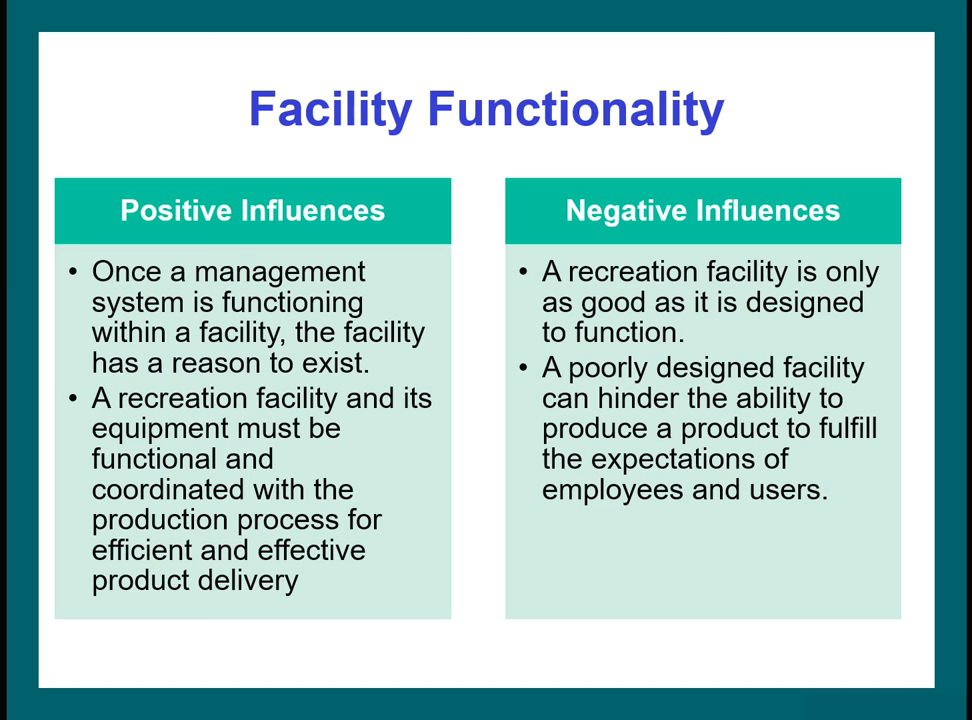 Facility Functionality
Positive Influences
• Once a management
system is functioning
within a facility, the facility
has a reason to exist.
• A recreation facility and its
equipment must be
functional and
coordinated with the
production process for
efficient and effective
product delivery
Negative Influences
• A recreation facility is only
as good as it is designed
to function.
• A poorly designed facility
can hinder the ability to
produce a product to fulfill
the expectations of
employees and users.